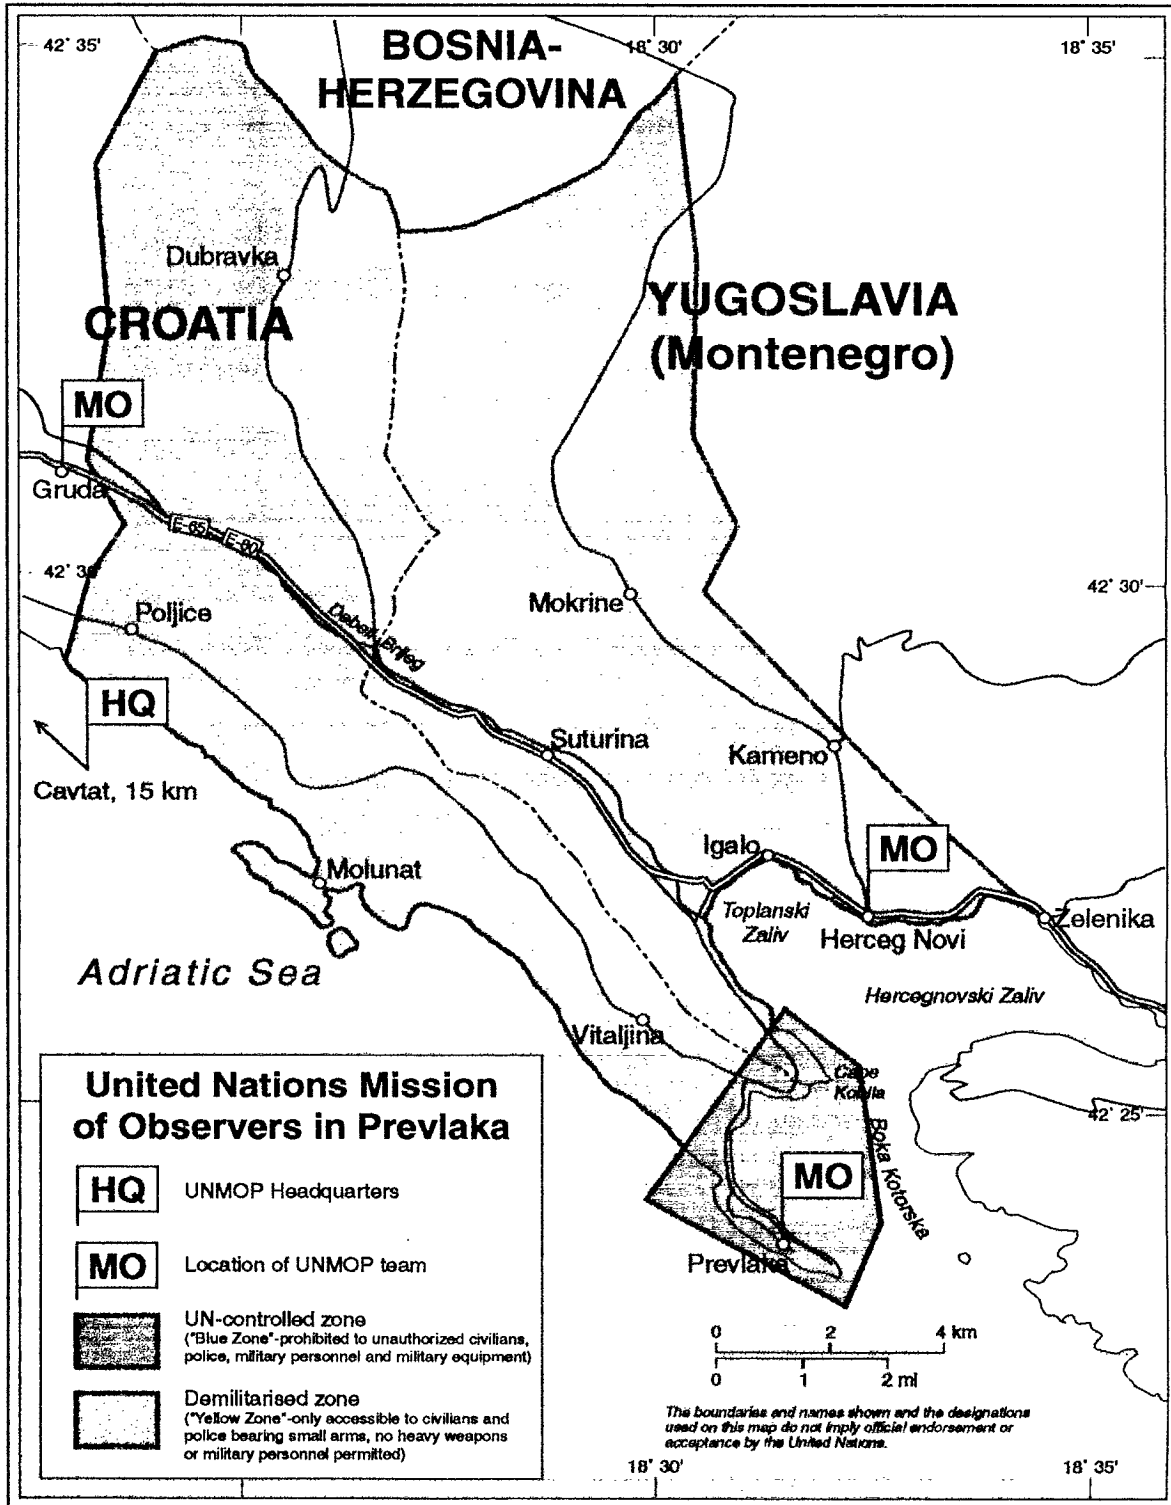 42° 35'
BOSNIA-
HERZEGOVINA
18° 30'
18° 35'
Dubravka
CROATIA
YUGOSLAVIA
(Montenegro)
MO
Gruda
E-65
E-80
42° 30'
42° 30'
Debeli Brijeg
Mokrine
Poljice
HQ
Cavtat, 15 km
Suturina
Kameno
Igalo
MO
Molunat
Toplanski
Zaliv
Herceg Novi
Zelenika
Adriatic Sea
Hercegnovski Zaliv
Vitaljina
Cape
Kobila
42° 25'
Boka Kotorska
MO
Prevlaka
United Nations Mission
of Observers in Prevlaka
HQ
UNMOP Headquarters
MO
Location of UNMOP team
UN-controlled zone
("Blue Zone"-prohibited to unauthorized civilians,
police, military personnel and military equipment)
Demilitarised zone
("Yellow Zone"-only accessible to civilians and
police bearing small arms, no heavy weapons
or military personnel permitted)
0 2 4 km
0 1 2 mi
The boundaries and names shown and the designations
used on this map do not imply official endorsement or
acceptance by the United Nations.
18° 30'
18° 35'